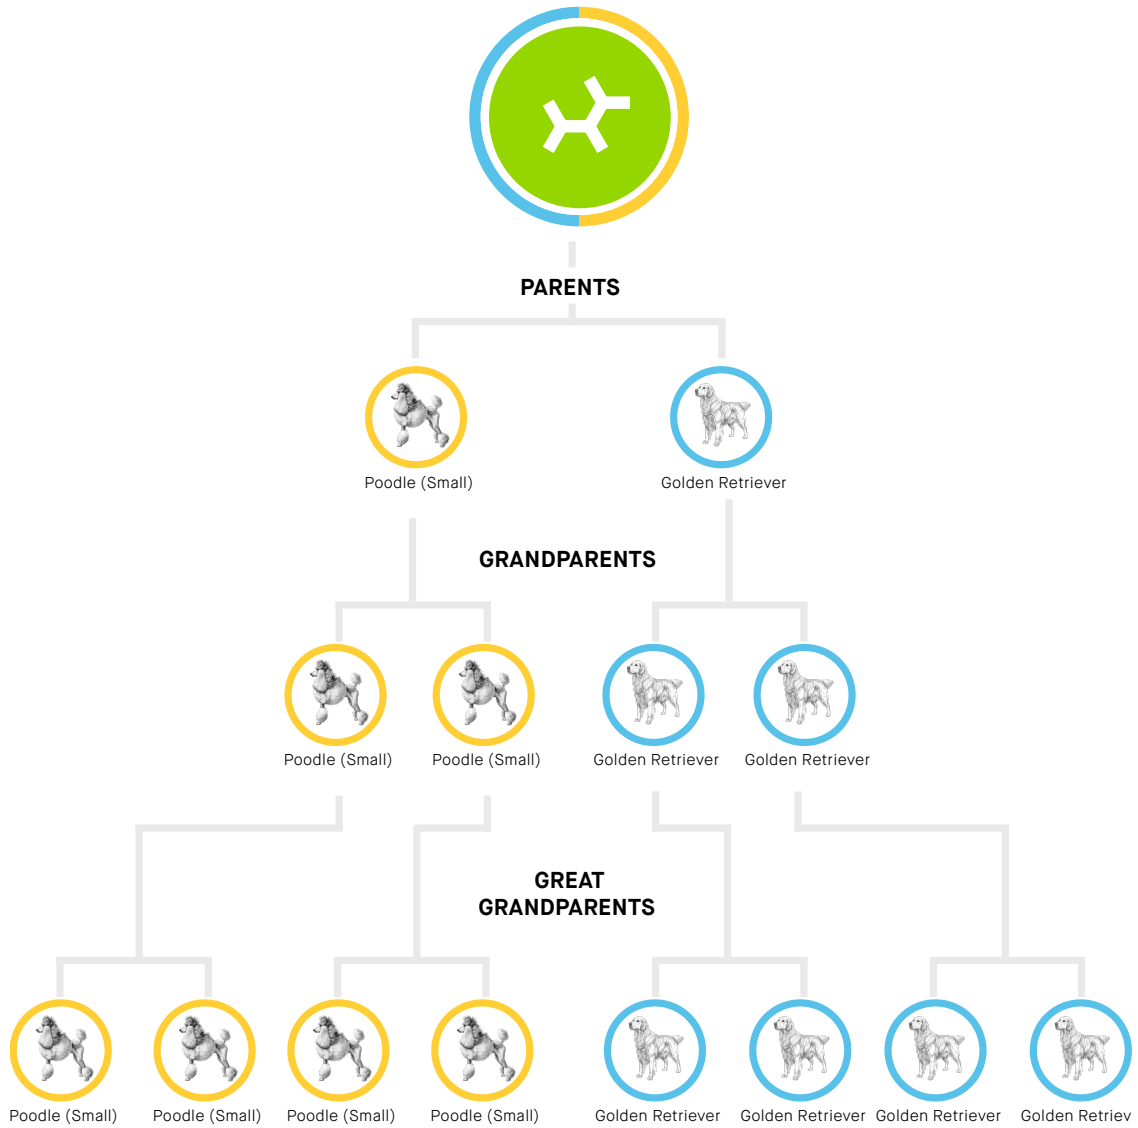 PARENTS
Poodle (Small)
Golden Retriever
GRANDPARENTS
Poodle (Small)
Poodle (Small)
Golden Retriever
Golden Retriever
GREAT
GRANDPARENTS
Poodle (Small)
Poodle (Small)
Poodle (Small)
Poodle (Small)
Golden Retriever
Golden Retriever
Golden Retriever
Golden Retriev